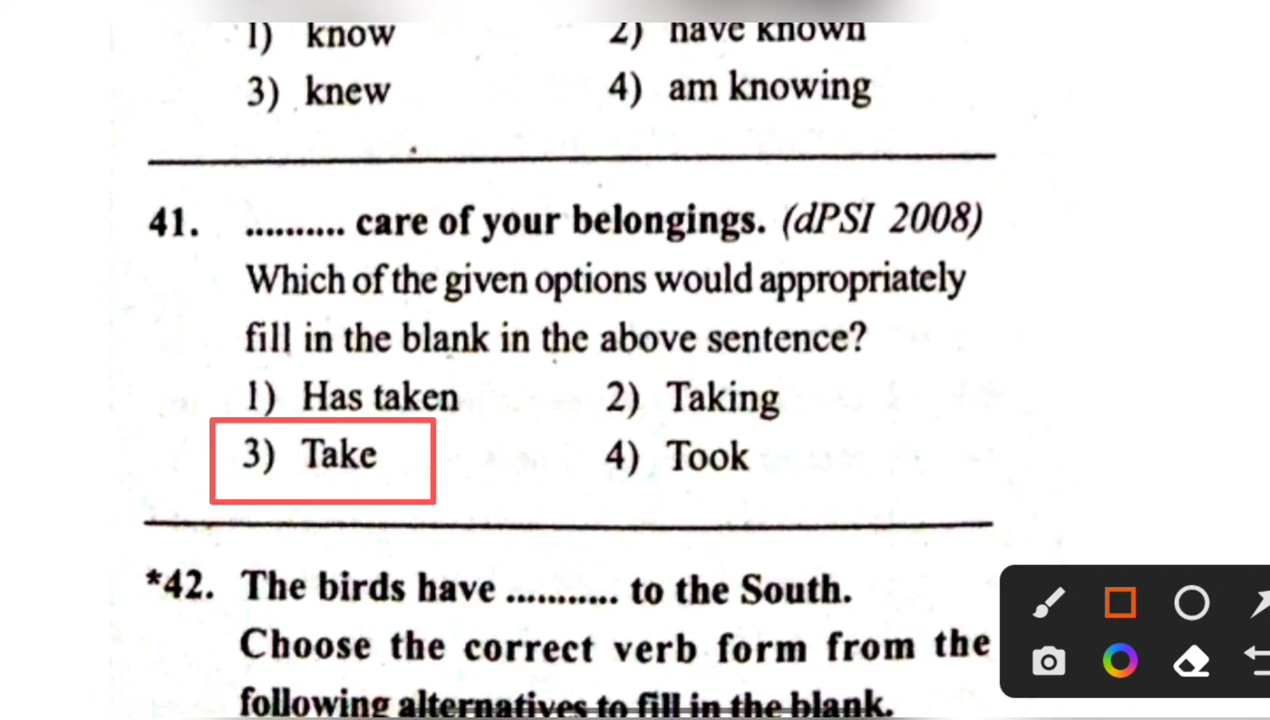 1) know 2) have known
3) knew 4) am knowing
41. .......... care of your belongings. (dPSI 2008)
Which of the given options would appropriately
fill in the blank in the above sentence?
1) Has taken 2) Taking
3) Take 4) Took
*42. The birds have ........... to the South.
Choose the correct verb form from the
following alternatives to fill in the blank.